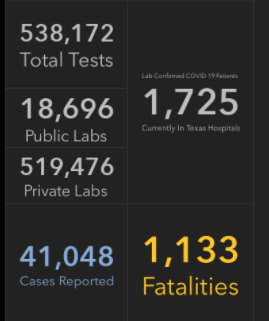 538,172
Total Tests
18,696
Public Labs
519,476
Private Labs
Lab Confirmed COVID-19 Patients
1,725
Currently In Texas Hospitals
41,048
Cases Reported
1,133
Fatalities